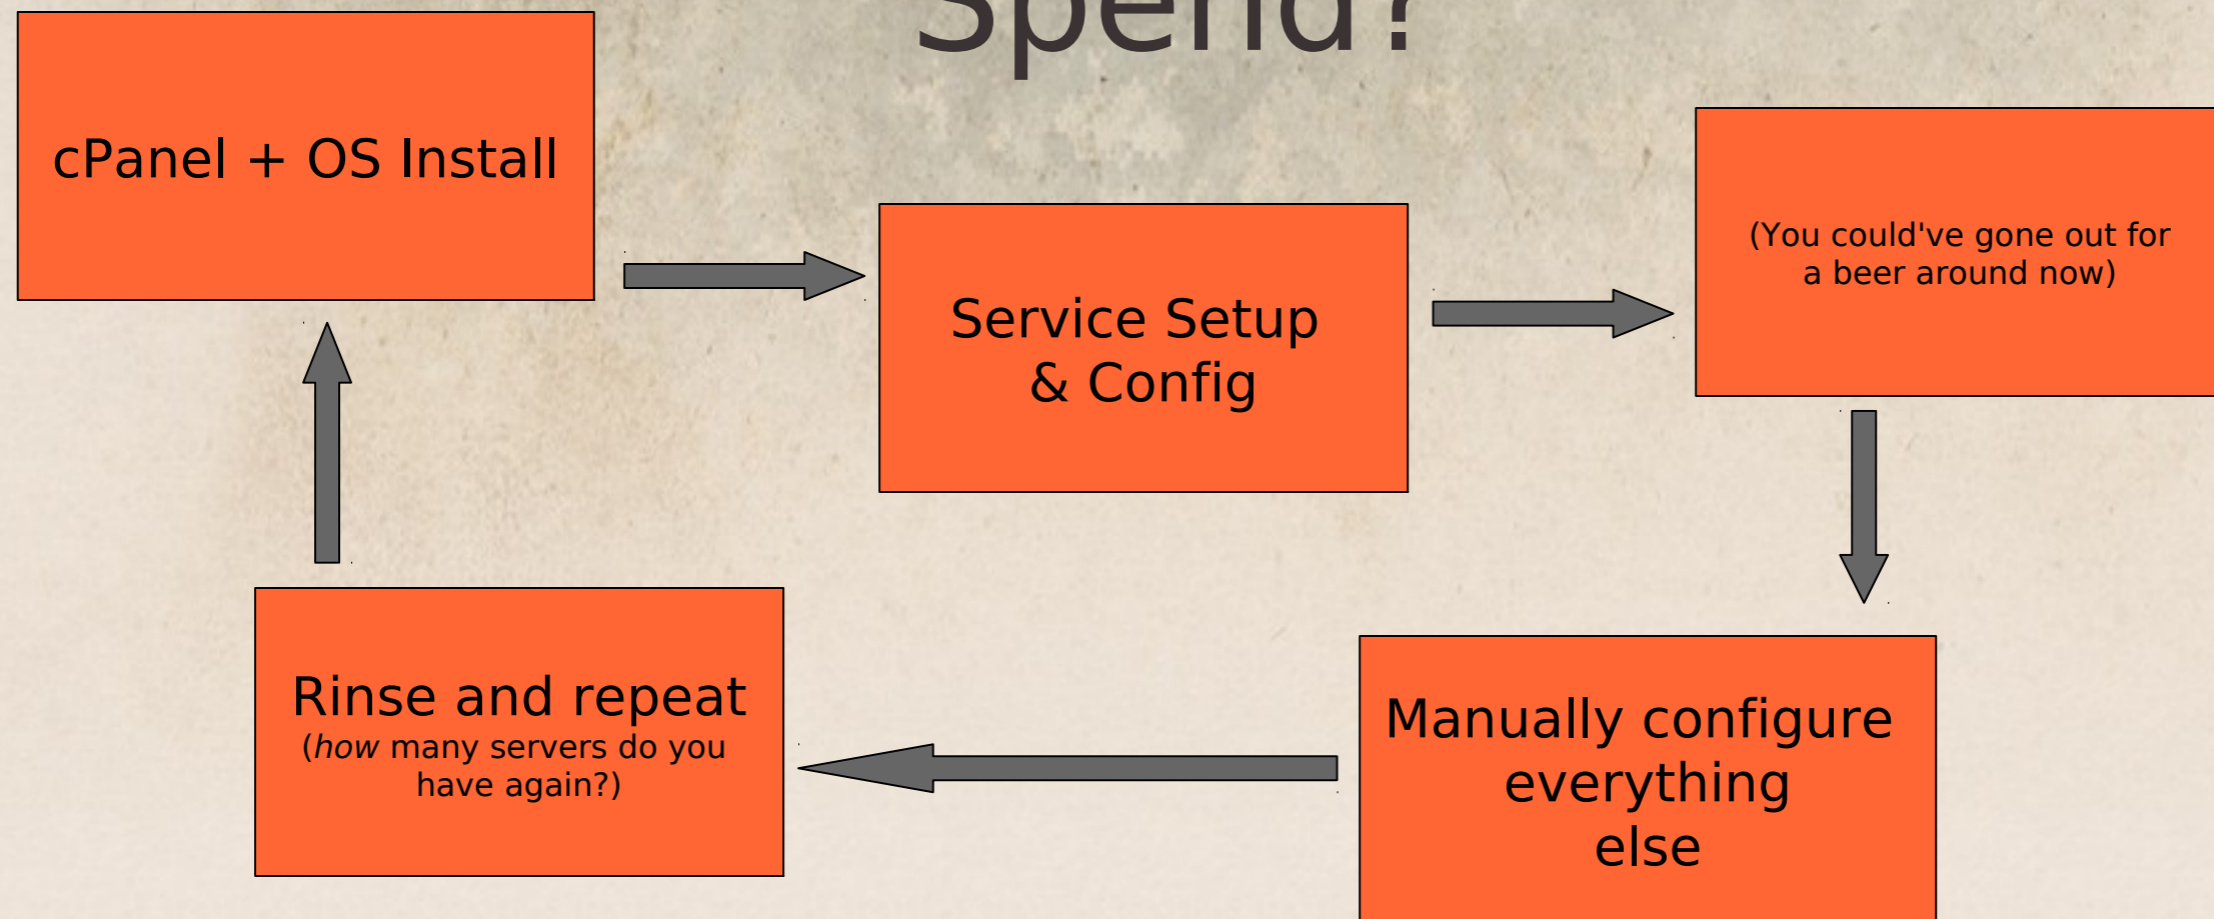 Spend?
cPanel + OS Install
Service Setup
& Config
(You could've gone out for
a beer around now)
Manually configure
everything
else
Rinse and repeat
(how many servers do you
have again?)